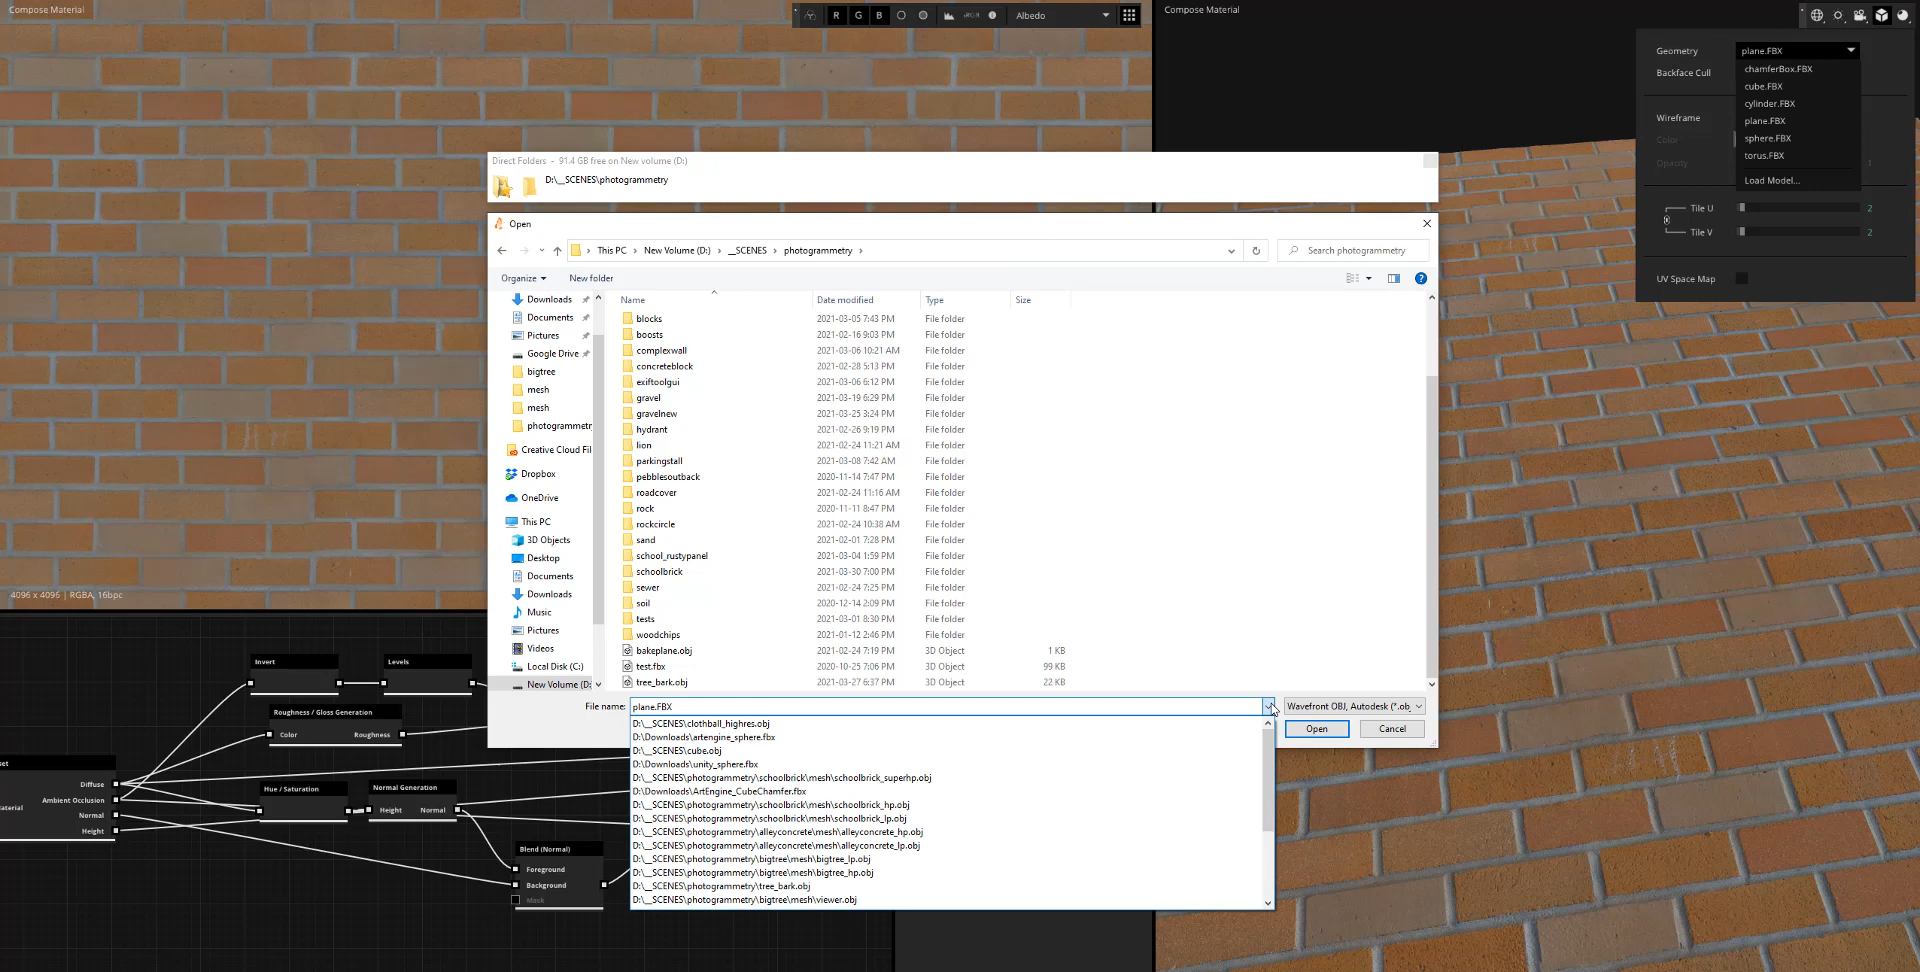 Compose Material
R G B
Albedo
Compose Material
Geometry
plane.FBX
Backface Cull
chamferBox.FBX
cube.FBX
cylinder.FBX
Wireframe
plane.FBX
Color
sphere.FBX
Opacity
torus.FBX
Load Model...
Tile U
2
Tile V
2
UV Space Map
Direct Folders - 91.4 GB free on New volume (D:)
D:\__SCENES\photogrammetry
Open
This PC > New Volume (D:) > __SCENES > photogrammetry >
Search photogrammetry
Organize
New folder
Downloads
Documents
Pictures
Google Drive
bigtree
mesh
mesh
photogrammetr
Creative Cloud Fil
Dropbox
OneDrive
This PC
3D Objects
Desktop
Documents
Downloads
Music
Pictures
Videos
Local Disk (C:)
New Volume (D:
Name Date modified Type Size
blocks 2021-03-05 7:43 PM File folder
boosts 2021-02-16 9:03 PM File folder
complexwall 2021-03-06 10:21 AM File folder
concreteblock 2021-02-28 5:13 PM File folder
exiftoolgui 2021-03-06 6:12 PM File folder
gravel 2021-03-19 6:29 PM File folder
gravelnew 2021-03-25 3:24 PM File folder
hydrant 2021-02-26 9:19 PM File folder
lion 2021-02-24 11:21 AM File folder
parkingstall 2021-03-08 7:42 AM File folder
pebblesoutback 2020-11-14 7:47 PM File folder
roadcover 2021-02-24 11:16 AM File folder
rock 2020-11-11 8:47 PM File folder
rockcircle 2021-02-24 10:38 AM File folder
sand 2021-02-01 7:28 PM File folder
school_rustypanel 2021-03-04 1:59 PM File folder
schoolbrick 2021-03-30 7:00 PM File folder
sewer 2021-02-24 7:25 PM File folder
soil 2020-12-14 2:09 PM File folder
tests 2021-03-01 8:30 PM File folder
woodchips 2021-01-12 2:46 PM File folder
bakeplane.obj 2021-02-24 7:19 PM 3D Object 1 KB
test.fbx 2020-10-25 7:06 PM 3D Object 99 KB
tree_bark.obj 2021-03-27 6:37 PM 3D Object 22 KB
File name: plane.FBX
Wavefront OBJ, Autodesk (*.ob
Open
Cancel
D:\__SCENES\clothball_highres.obj
D:\Downloads\artengine_sphere.fbx
D:\__SCENES\cube.obj
D:\Downloads\unity_sphere.fbx
D:\__SCENES\photogrammetry\schoolbrick\mesh\schoolbrick_superhp.obj
D:\Downloads\ArtEngine_CubeChamfer.fbx
D:\__SCENES\photogrammetry\schoolbrick\mesh\schoolbrick_hp.obj
D:\__SCENES\photogrammetry\schoolbrick\mesh\schoolbrick_lp.obj
D:\__SCENES\photogrammetry\alleyconcrete\mesh\alleyconcrete_hp.obj
D:\__SCENES\photogrammetry\alleyconcrete\mesh\alleyconcrete_lp.obj
D:\__SCENES\photogrammetry\bigtree\mesh\bigtree_lp.obj
D:\__SCENES\photogrammetry\bigtree\mesh\bigtree_hp.obj
D:\__SCENES\photogrammetry\tree_bark.obj
D:\__SCENES\photogrammetry\bigtree\mesh\viewer.obj
4096 x 4096 | RGBA, 16bpc
Invert
Levels
Roughness / Gloss Generation
Color
Roughness
set
Diffuse
Ambient Occlusion
aterial
Normal
Height
Hue / Saturation
Normal Generation
Height
Normal
Blend (Normal)
Foreground
Background
Mask